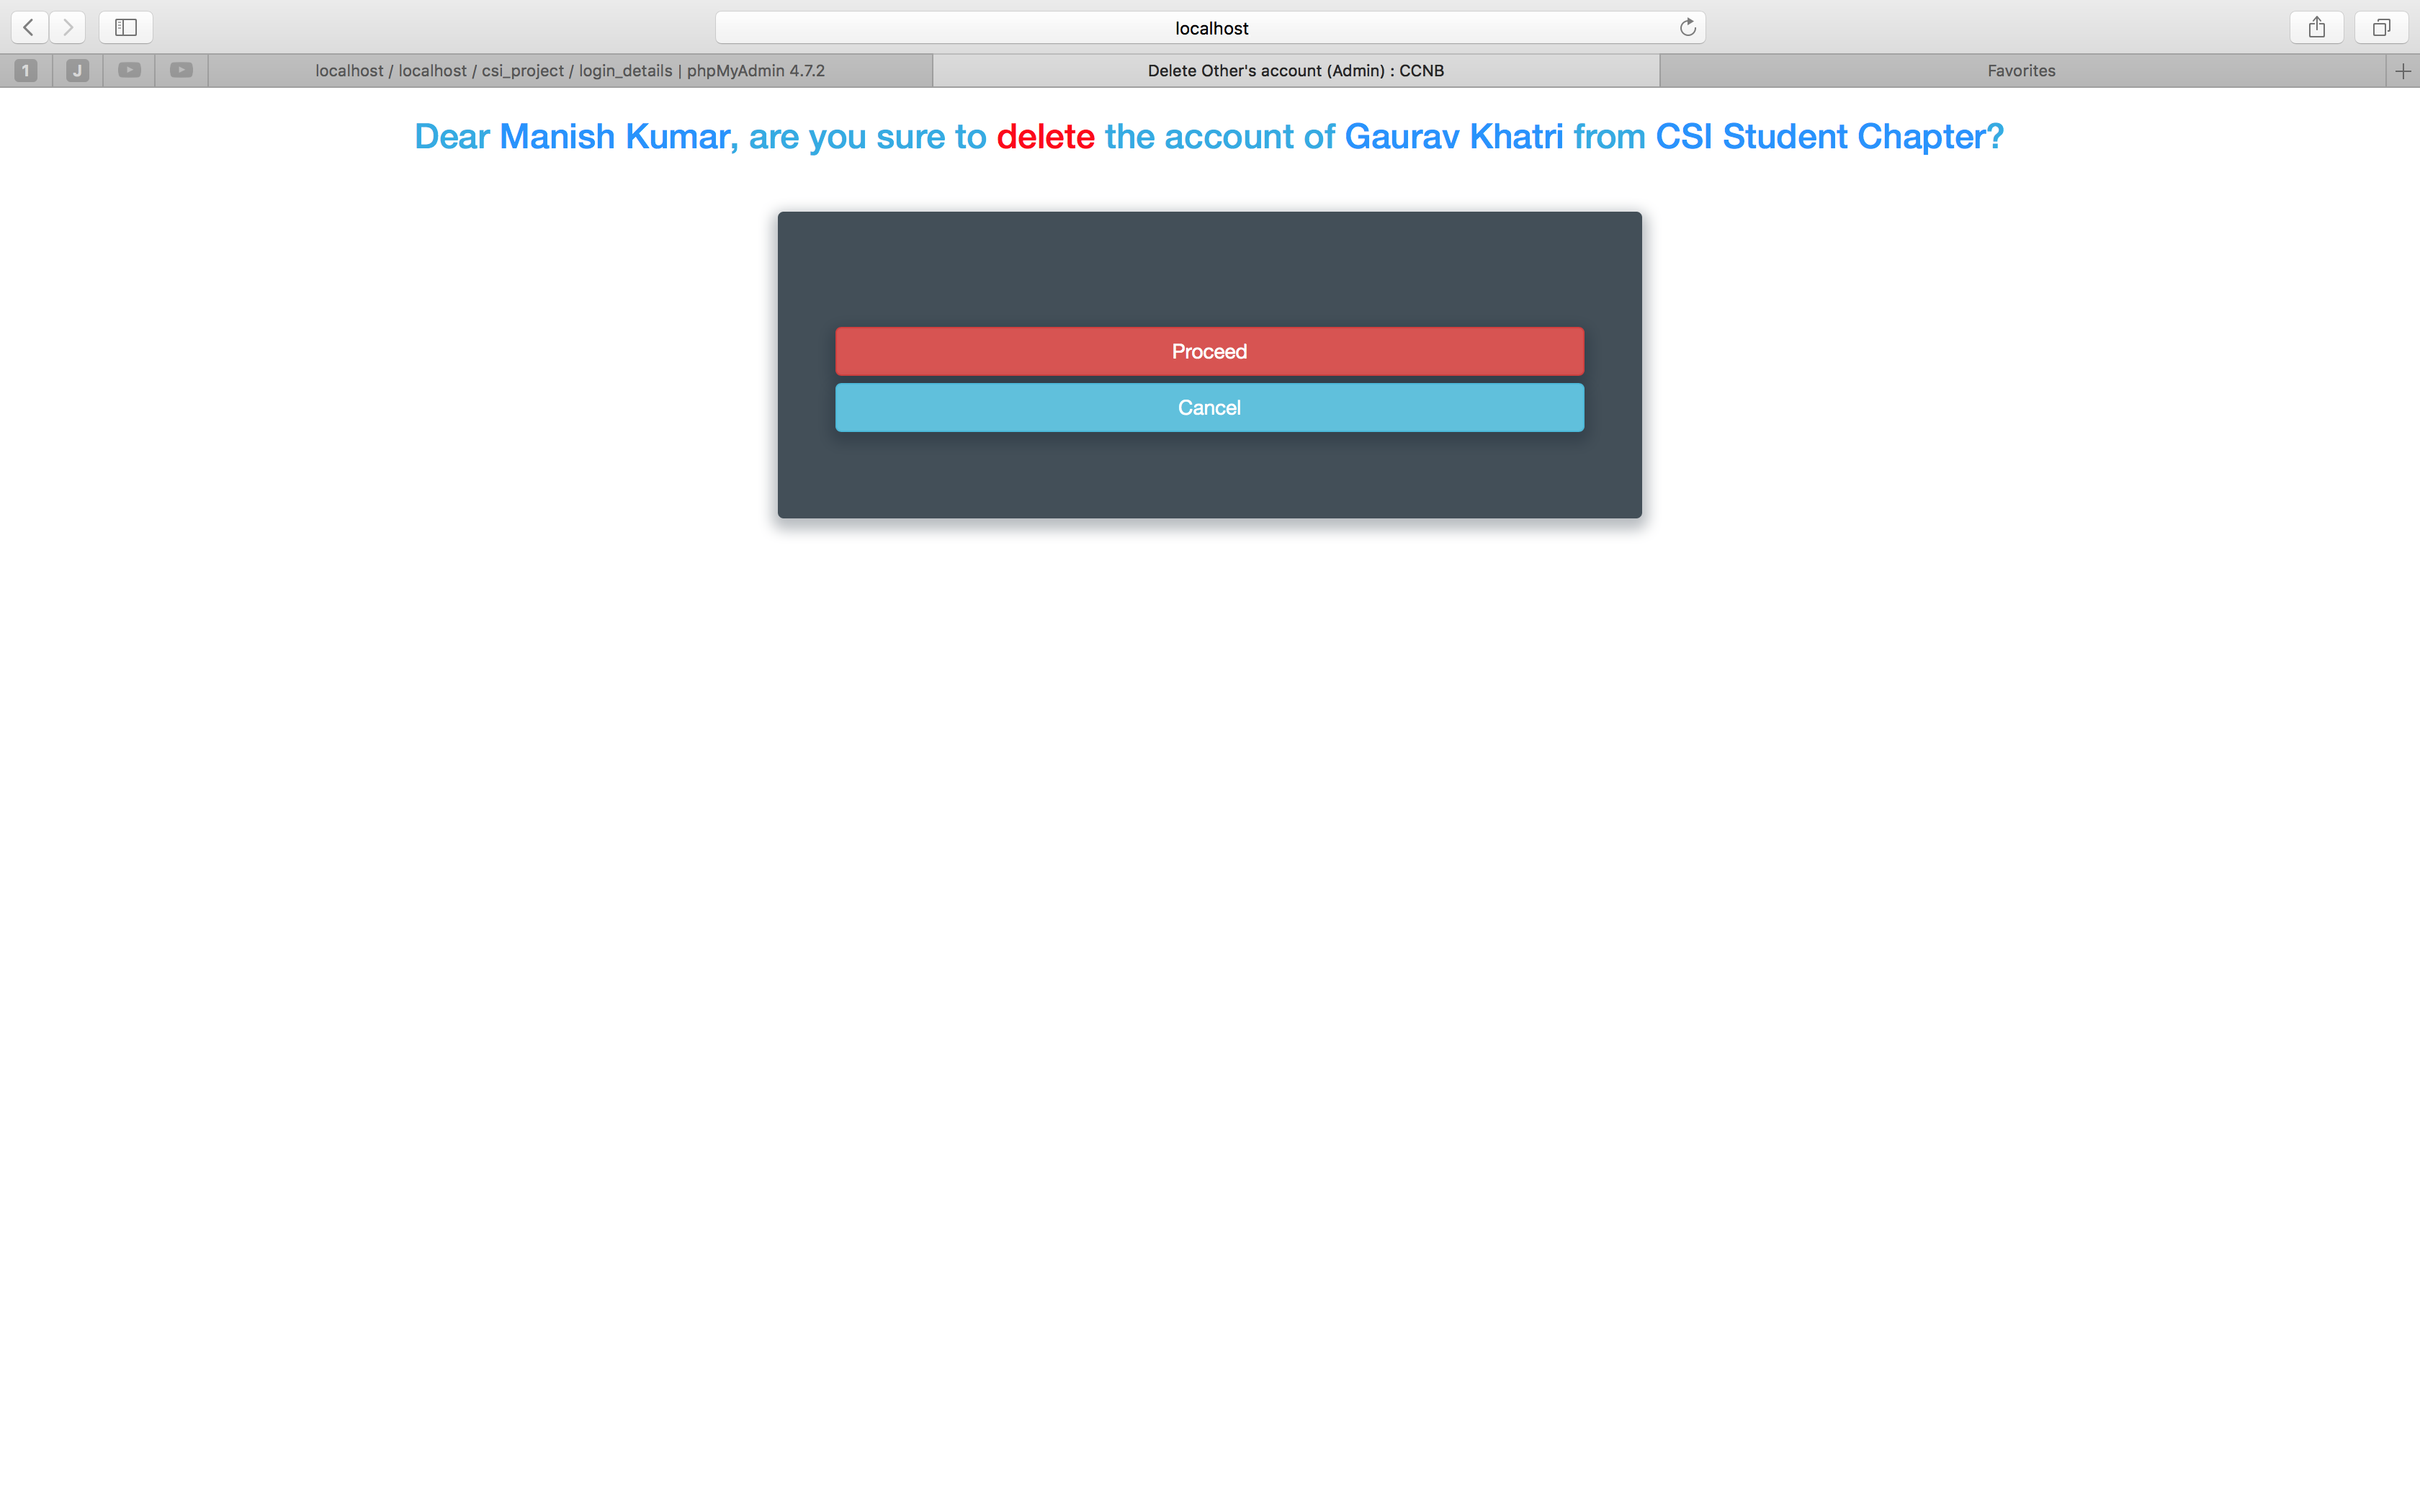 localhost
1
J
localhost / localhost / csi_project / login_details | phpMyAdmin 4.7.2
Delete Other's account (Admin) : CCNB
Favorites
Dear Manish Kumar, are you sure to delete the account of Gaurav Khatri from CSI Student Chapter?
Proceed
Cancel